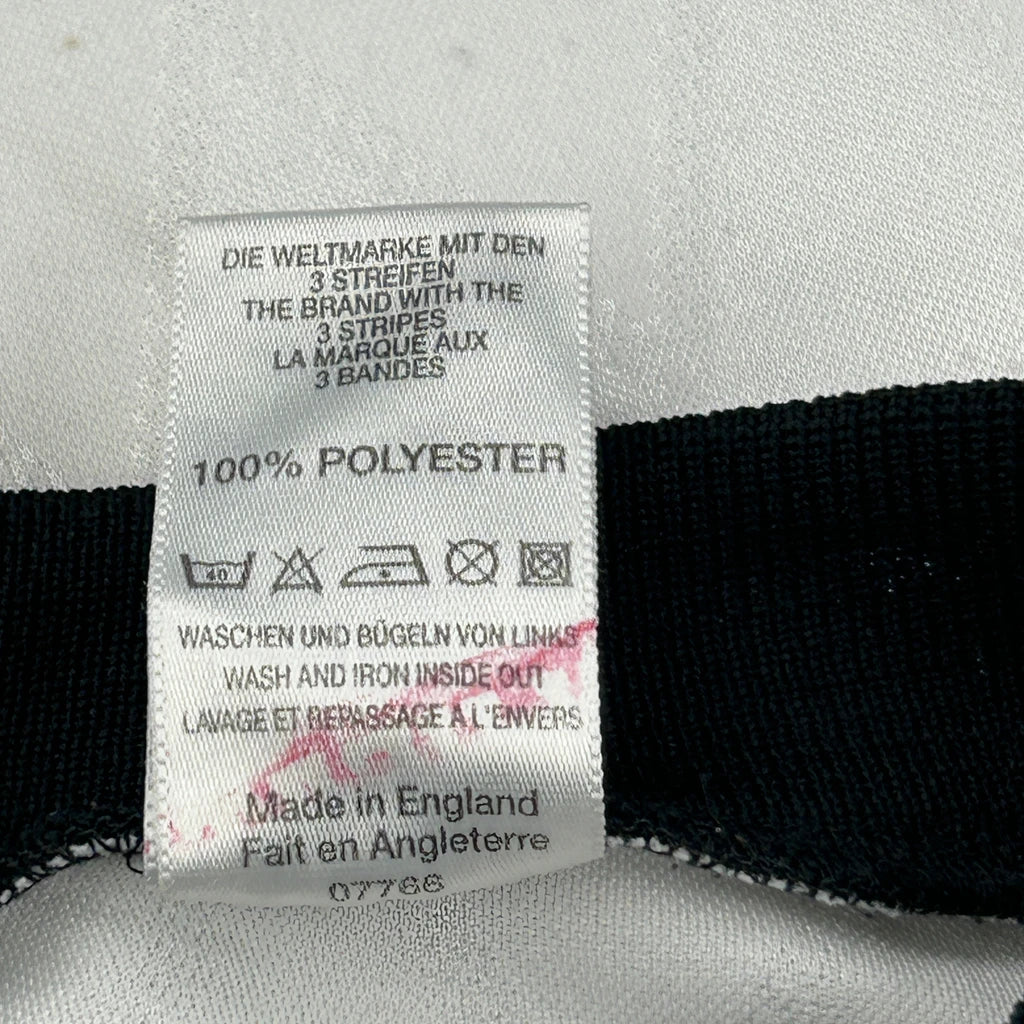 DIE WELTMARKE MIT DEN
3 STREIFEN
THE BRAND WITH THE
3 STRIPES
LA MARQUE AUX
3 BANDES
100% POLYESTER
40
WASCHEN UND BÜGELN VON LINKS
WASH AND IRON INSIDE OUT
LAVAGE ET REPASSAGE À L'ENVERS
Made in England
Fait en Angleterre
07768